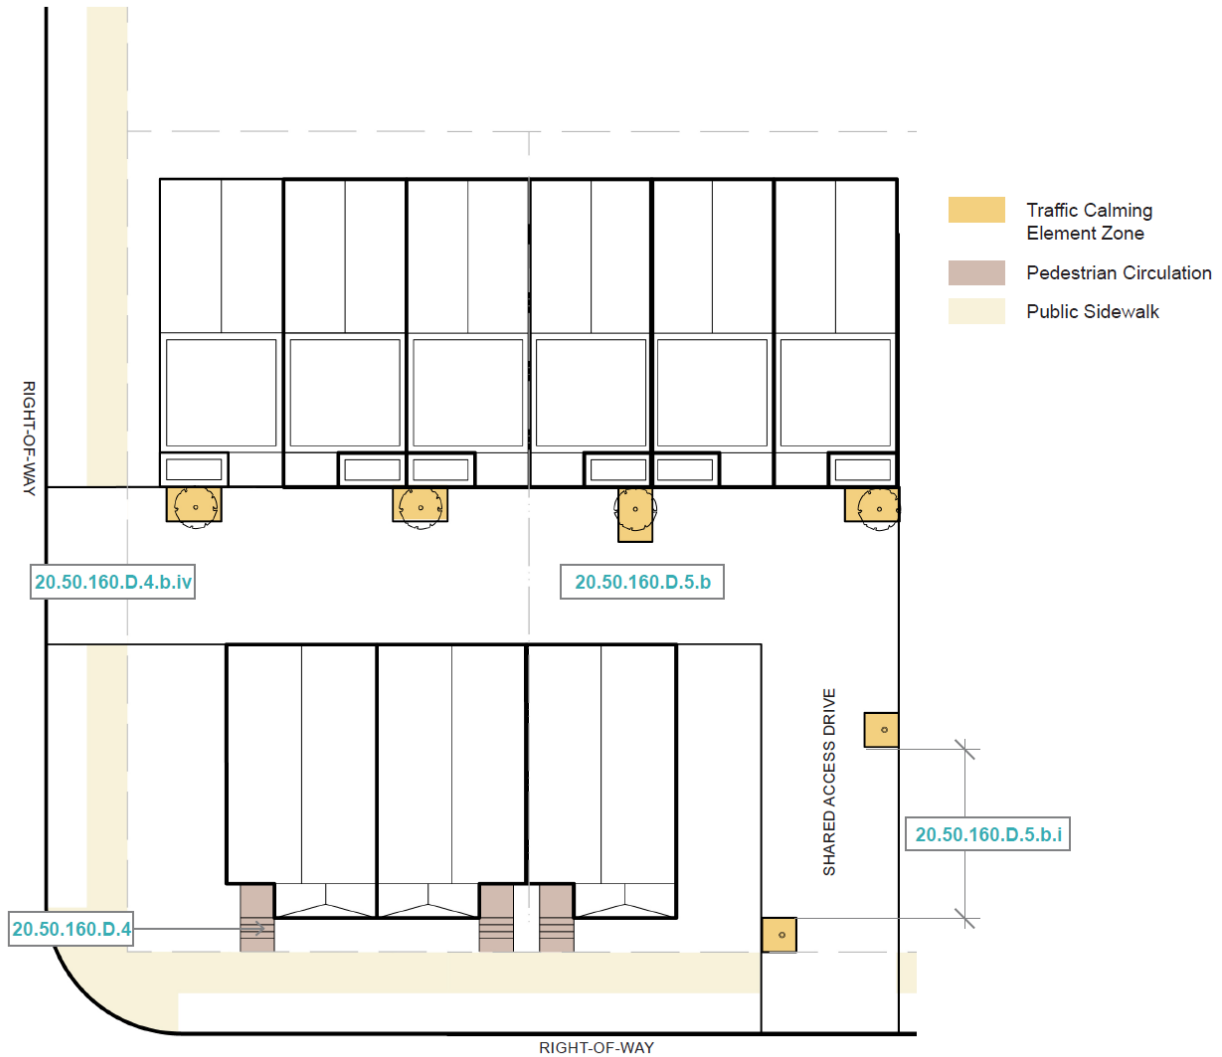 Traffic Calming
Element Zone
Pedestrian Circulation
Public Sidewalk
RIGHT-OF-WAY
20.50.160.D.4.b.iv
20.50.160.D.5.b
SHARED ACCESS DRIVE
20.50.160.D.5.b.i
20.50.160.D.4
RIGHT-OF-WAY